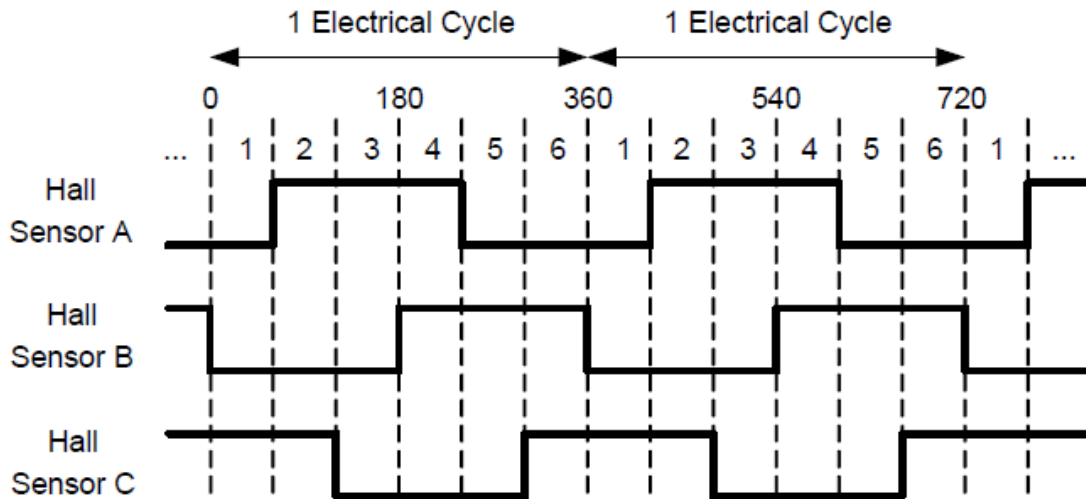 1 Electrical Cycle 1 Electrical Cycle
0 180 360 540 720
... 1 2 3 4 5 6 1 2 3 4 5 6 1 ...
Hall
Sensor A
Hall
Sensor B
Hall
Sensor C